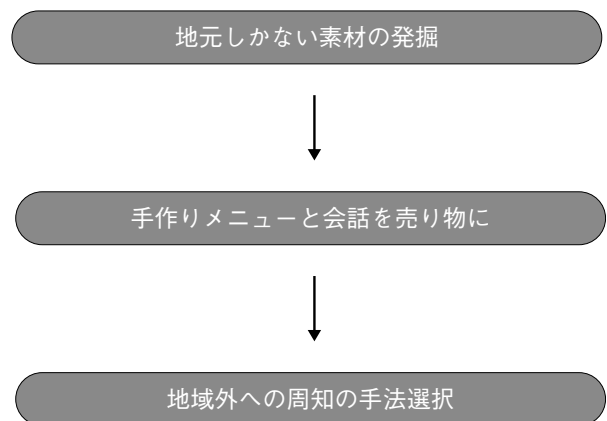 地元しかない素材の発掘
手作りメニューと会話を売り物に
地域外への周知の手法選択